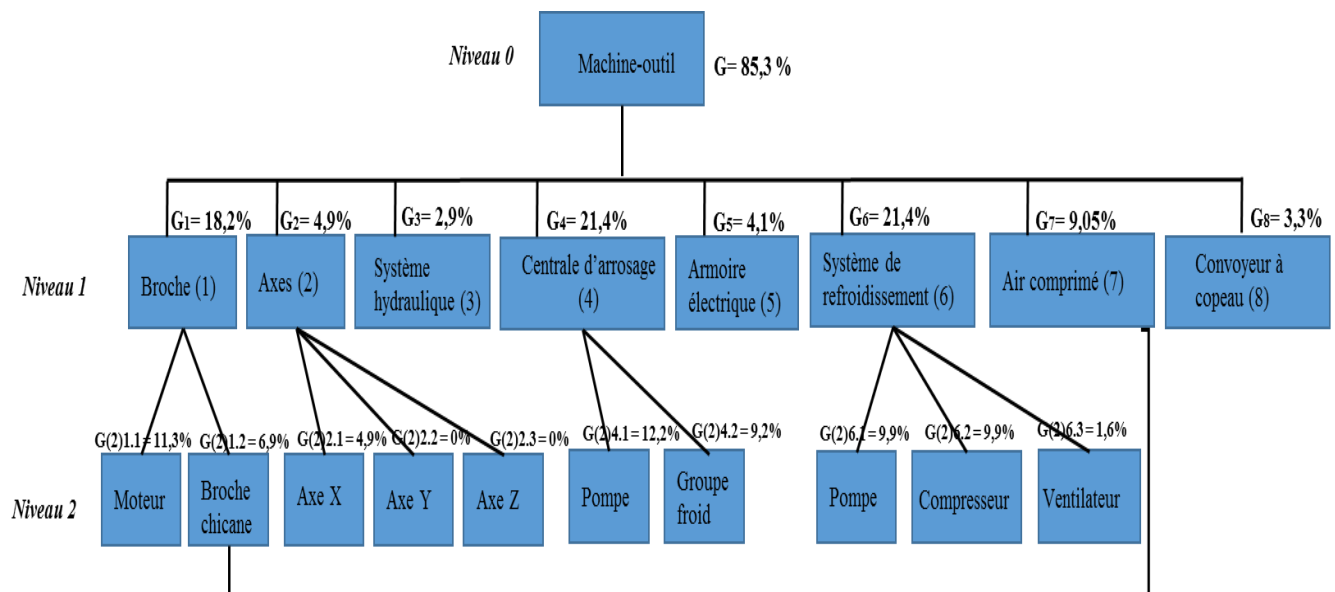 Niveau 0
Machine-outil
G= 85,3 %
G1= 18,2%
G2= 4,9%
G3= 2,9%
G4= 21,4%
G5= 4,1%
G6= 21,4%
G7= 9,05%
G8= 3,3%
Niveau 1
Broche (1)
Axes (2)
Système
hydraulique (3)
Centrale d’arrosage
(4)
Armoire
électrique (5)
Système de
refroidissement (6)
Air comprimé (7)
Convoyeur à
copeau (8)
G(2)1.1 = 11,3%
G(2)1.2 = 6,9%
G(2)2.1 = 4,9%
G(2)2.2 = 0%
G(2)2.3 = 0%
G(2)4.1 = 12,2%
G(2)4.2 = 9,2%
G(2)6.1 = 9,9%
G(2)6.2 = 9,9%
G(2)6.3 = 1,6%
Niveau 2
Moteur
Broche
chicane
Axe X
Axe Y
Axe Z
Pompe
Groupe
froid
Pompe
Compresseur
Ventilateur